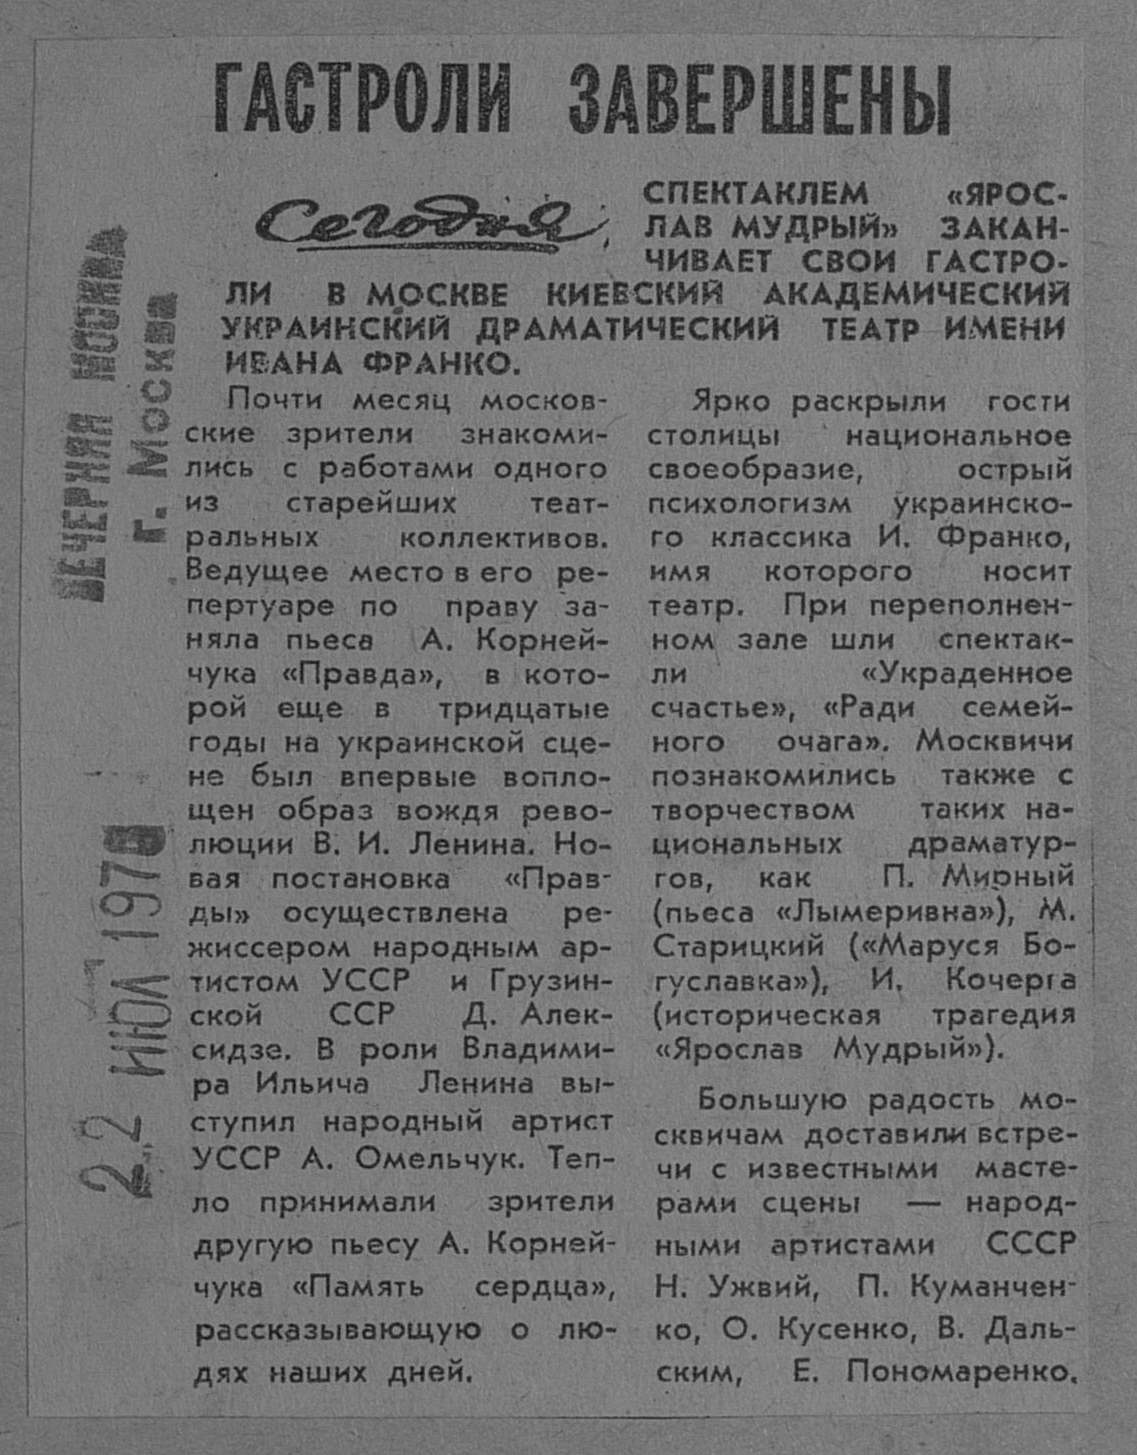 ГАСТРОЛИ ЗАВЕРШЕНЫ
Сегодня,
СПЕКТАКЛЕМ «ЯРОС-
ЛАВ МУДРЫЙ» ЗАКАН-
ЧИВАЕТ СВОИ ГАСТРО-
ЛИ В МОСКВЕ КИЕВСКИЙ АКАДЕМИЧЕСКИЙ
УКРАИНСКИЙ ДРАМАТИЧЕСКИЙ ТЕАТР ИМЕНИ
ИВАНА ФРАНКО.
Почти месяц москов-
ские зрители знакоми-
лись с работами одного
из старейших теат-
ральных коллективов.
Ведущее место в его ре-
пертуаре по праву за-
няла пьеса А. Корней-
чука «Правда», в кото-
рой еще в тридцатые
годы на украинской сце-
не был впервые вопло-
щен образ вождя рево-
люции В. И. Ленина. Но-
вая постановка «Прав-
ды» осуществлена ре-
жиссером народным ар-
тистом УССР и Грузин-
ской ССР Д. Алек-
сидзе. В роли Владими-
ра Ильича Ленина вы-
ступил народный артист
УССР А. Омельчук. Теп-
ло принимали зрители
другую пьесу А. Корней-
чука «Память сердца»,
рассказывающую о лю-
дях наших дней.
Ярко раскрыли гости
столицы национальное
своеобразие, острый
психологизм украинско-
го классика И. Франко,
имя которого носит
театр. При переполнен-
ном зале шли спектак-
ли «Украденное
счастье», «Ради семей-
ного очага». Москвичи
познакомились также с
творчеством таких на-
циональных драматур-
гов, как П. Мирный
(пьеса «Лымеривна»), М.
Старицкий («Маруся Бо-
гуславка»), И. Кочерга
(историческая трагедия
«Ярослав Мудрый»).
Большую радость мо-
сквичам доставили встре-
чи с известными масте-
рами сцены — народ-
ными артистами СССР
Н. Ужвий, П. Куманчен-
ко, О. Кусенко, В. Даль-
ским, Е. Пономаренко.
ВЕЧЕРНЯЯ МОСКВА
г. Москва
22 ИЮЛ